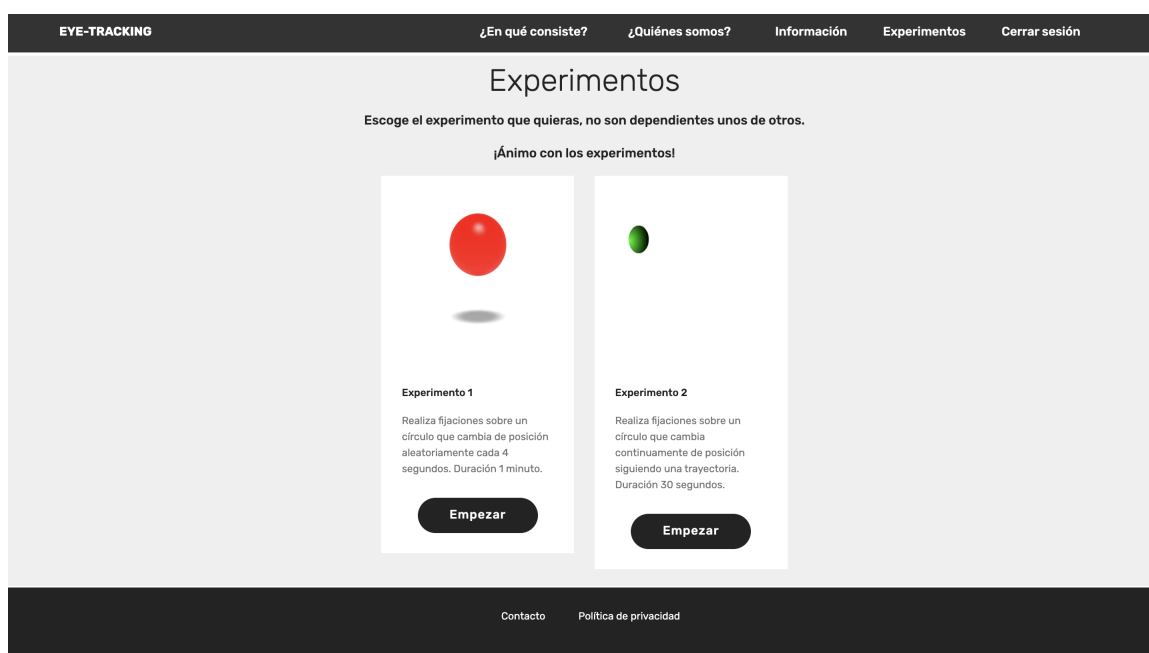 EYE-TRACKING
¿En qué consiste?
¿Quiénes somos?
Información
Experimentos
Cerrar sesión
Experimentos
Escoge el experimento que quieras, no son dependientes unos de otros.
¡Ánimo con los experimentos!
Experimento 1
Realiza fijaciones sobre un
círculo que cambia de posición
aleatoriamente cada 4
segundos. Duración 1 minuto.
Empezar
Experimento 2
Realiza fijaciones sobre un
círculo que cambia
continuamente de posición
siguiendo una trayectoria.
Duración 30 segundos.
Empezar
Contacto
Política de privacidad